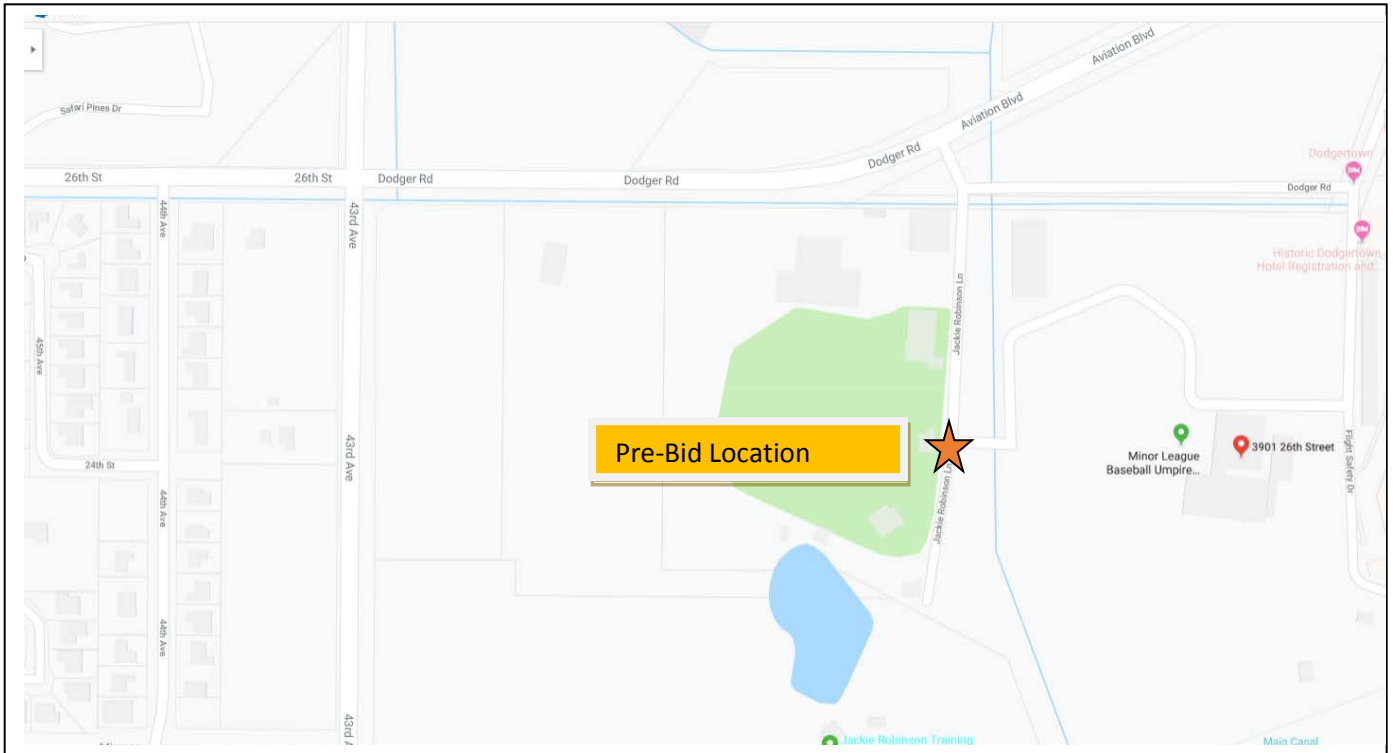 Aviation Blvd
Aviation Blvd
Safari Pines Dr
Dodger Rd
Dodgertown
26th St
26th St
Dodger Rd
Dodger Rd
Dodger Rd
44th Ave
43rd Ave
Historic Dodgertown
Hotel Registration and...
Jackie Robinson Ln
45th Ave
Pre-Bid Location
43rd Ave
24th St
Minor League
Baseball Umpire...
3901 26th Street
Flight Safety Dr
44th Ave
Jackie Robinson Ln
44th Ave
43rd A
Jackie Robinson Training
Main Canal